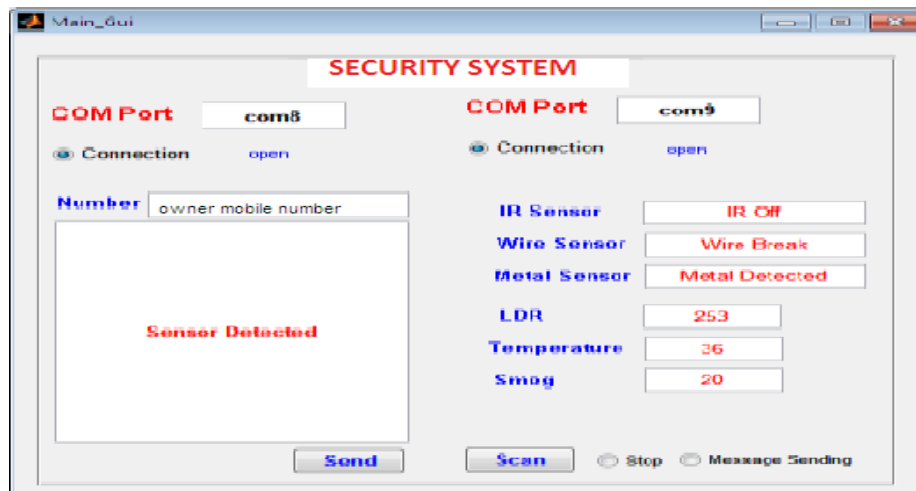 Main_Gui
SECURITY SYSTEM
COM Port com8
Connection open
Number owner mobile number
Sensor Detected
Send
COM Port com9
Connection open
IR Sensor IR Off
Wire Sensor Wire Break
Metal Sensor Metal Detected
LDR 253
Temperature 36
Smog 20
Scan Stop Message Sending